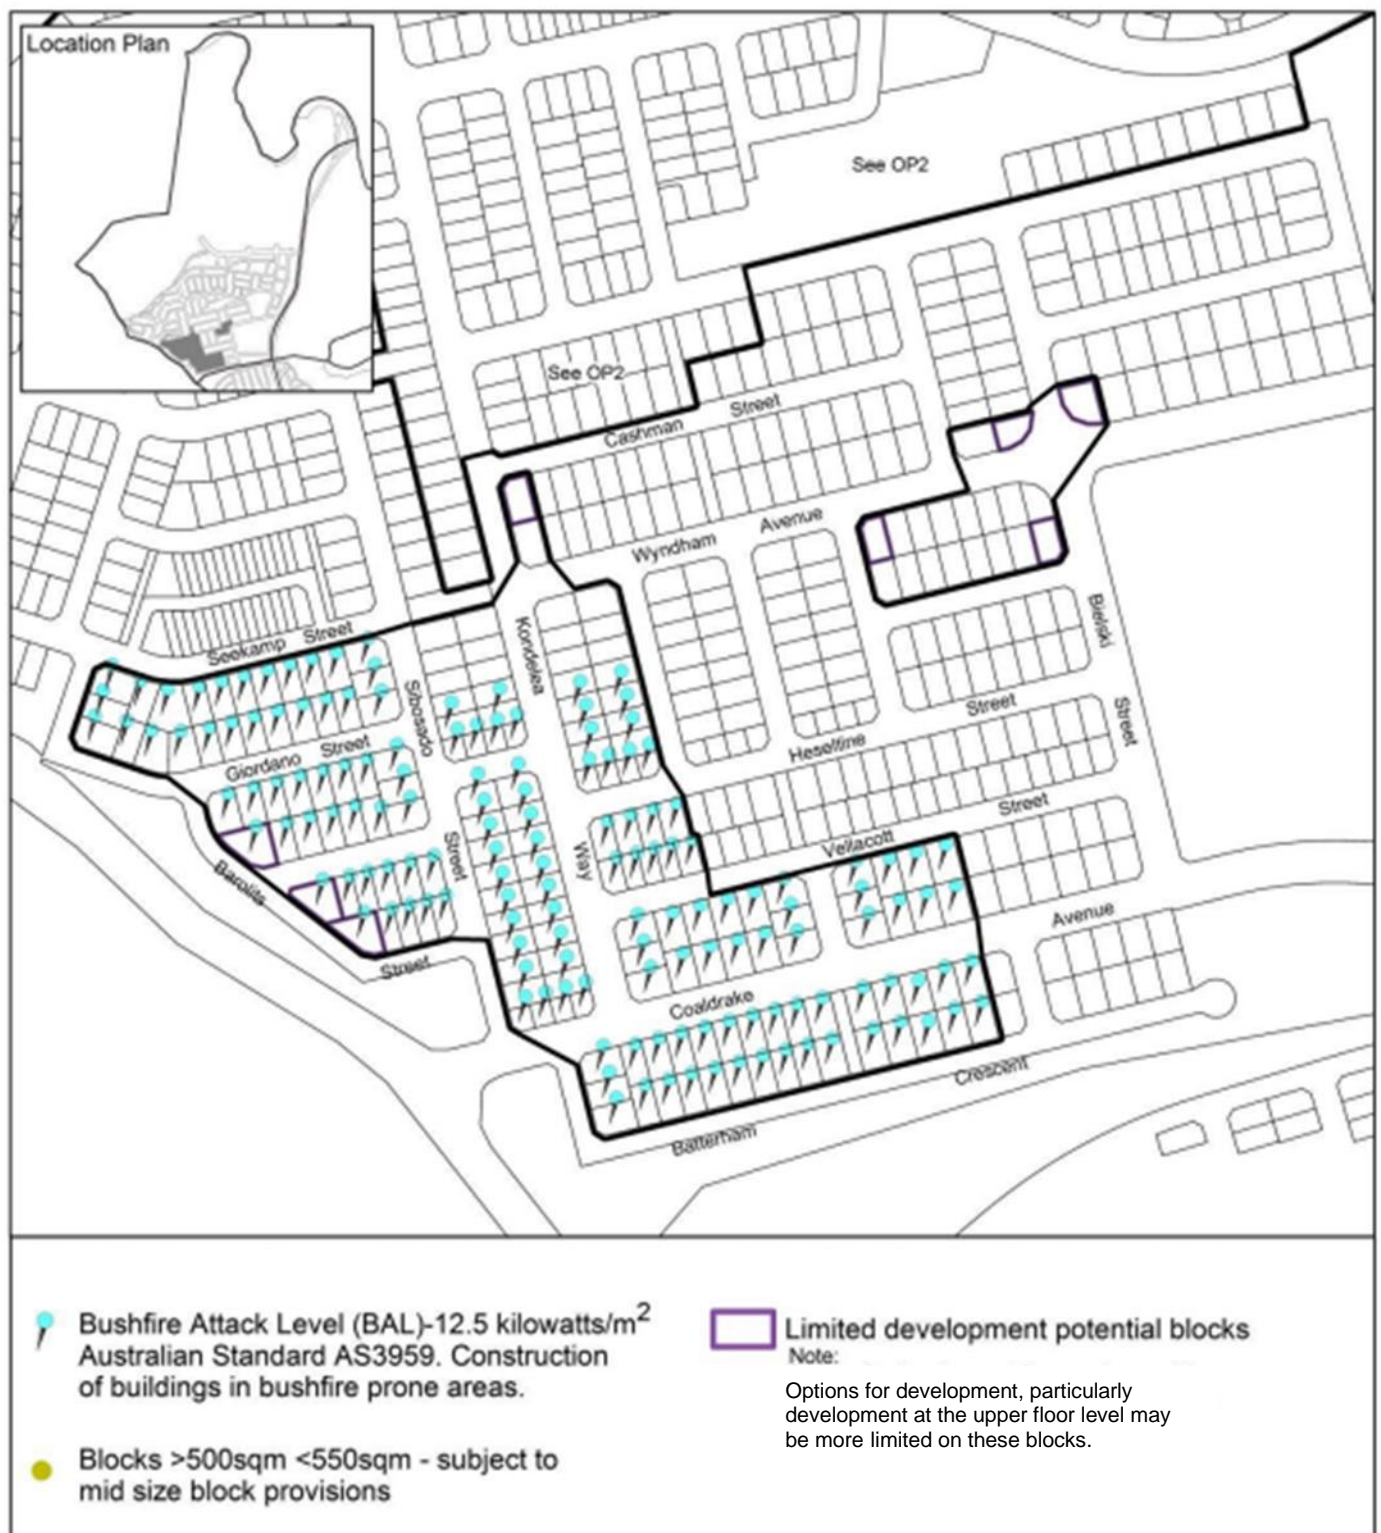 Location Plan
See OP2
See OP2
Cashman
Street
Wyndham
Avenue
Seekamp
Street
Kondelea
Way
Sibosado
Street
Bielski
Street
Giordano
Street
Heseltine
Street
Vellacott
Street
Barolits
Street
Coaldrake
Avenue
Batterham
Crescent
Bushfire Attack Level (BAL)-12.5 kilowatts/m²
Australian Standard AS3959. Construction
of buildings in bushfire prone areas.
Blocks >500sqm <550sqm - subject to
mid size block provisions
Limited development potential blocks
Note:
Options for development, particularly
development at the upper floor level may
be more limited on these blocks.